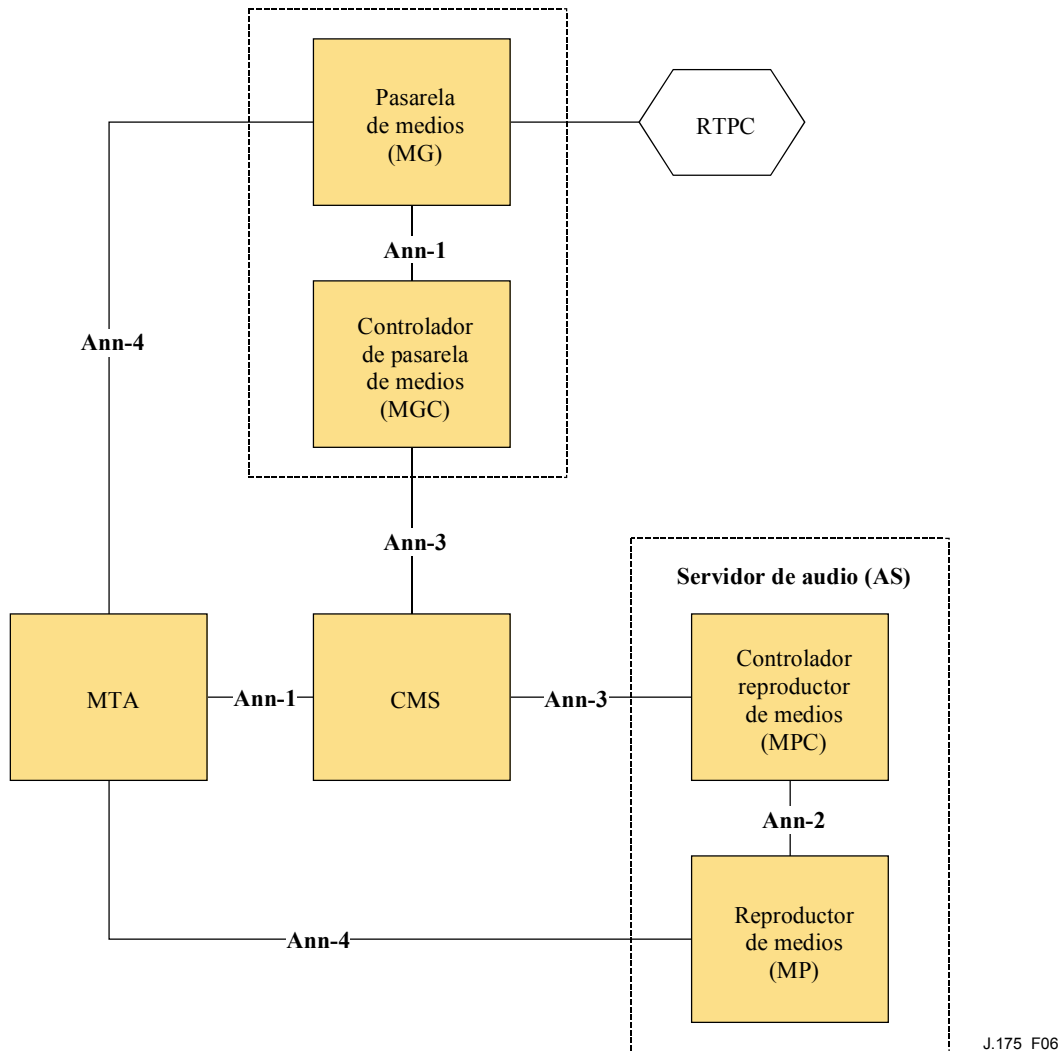 Pasarela
de medios
(MG)
RTPC
Ann-1
Controlador
de pasarela
de medios
(MGC)
Ann-4
Ann-3
Servidor de audio (AS)
MTA
Ann-1
CMS
Ann-3
Controlador
reproductor
de medios
(MPC)
Ann-2
Reproductor
de medios
(MP)
Ann-4
J.175_F06